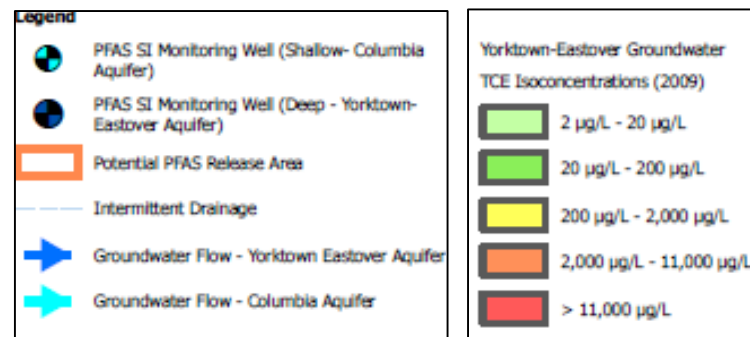 Legend
PFAS SI Monitoring Well (Shallow- Columbia
Aquifer)
PFAS SI Monitoring Well (Deep - Yorktown-
Eastover Aquifer)
Potential PFAS Release Area
Intermittent Drainage
Groundwater Flow - Yorktown Eastover Aquifer
Groundwater Flow - Columbia Aquifer
Yorktown-Eastover Groundwater
TCE Isoconcentrations (2009)
2 µg/L - 20 µg/L
20 µg/L - 200 µg/L
200 µg/L - 2,000 µg/L
2,000 µg/L - 11,000 µg/L
> 11,000 µg/L